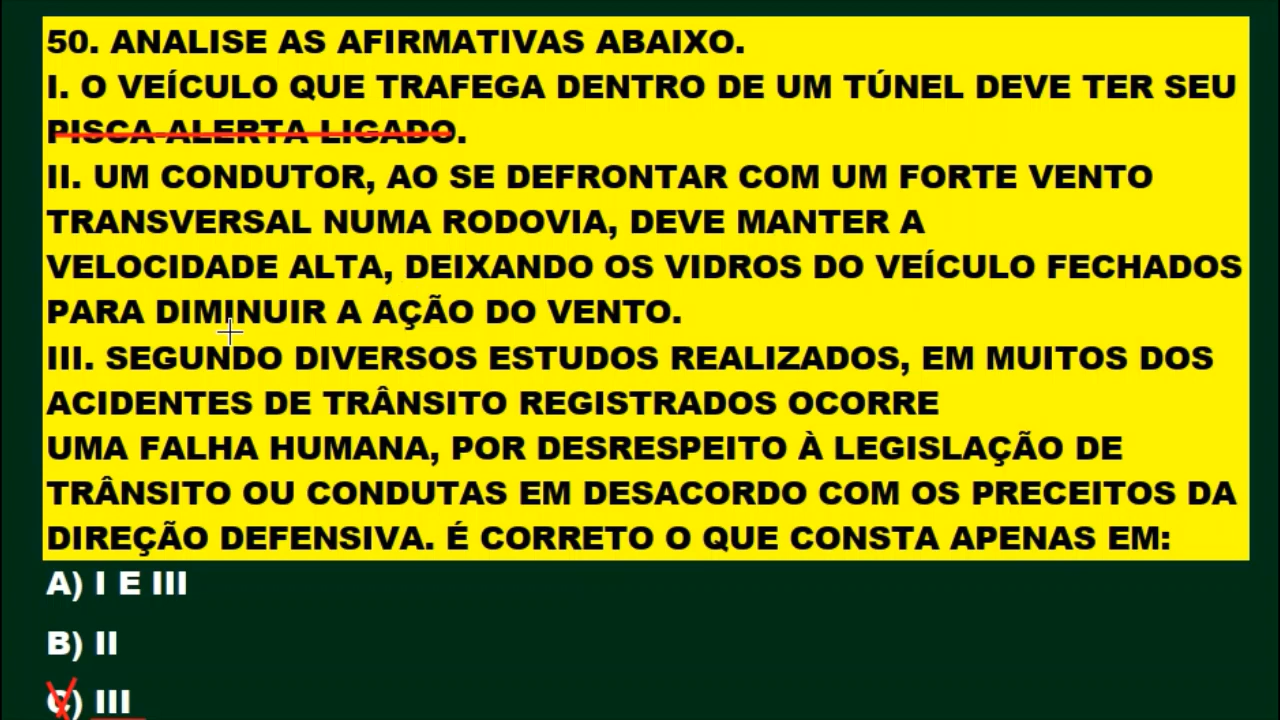 50. ANALISE AS AFIRMATIVAS ABAIXO.
I. O VEÍCULO QUE TRAFEGA DENTRO DE UM TÚNEL DEVE TER SEU
PISCA-ALERTA LIGADO.
II. UM CONDUTOR, AO SE DEFRONTAR COM UM FORTE VENTO
TRANSVERSAL NUMA RODOVIA, DEVE MANTER A
VELOCIDADE ALTA, DEIXANDO OS VIDROS DO VEÍCULO FECHADOS
PARA DIMINUIR A AÇÃO DO VENTO.
III. SEGUNDO DIVERSOS ESTUDOS REALIZADOS, EM MUITOS DOS
ACIDENTES DE TRÂNSITO REGISTRADOS OCORRE
UMA FALHA HUMANA, POR DESRESPEITO À LEGISLAÇÃO DE
TRÂNSITO OU CONDUTAS EM DESACORDO COM OS PRECEITOS DA
DIREÇÃO DEFENSIVA. É CORRETO O QUE CONSTA APENAS EM:
A) I E III
B) II
C) III